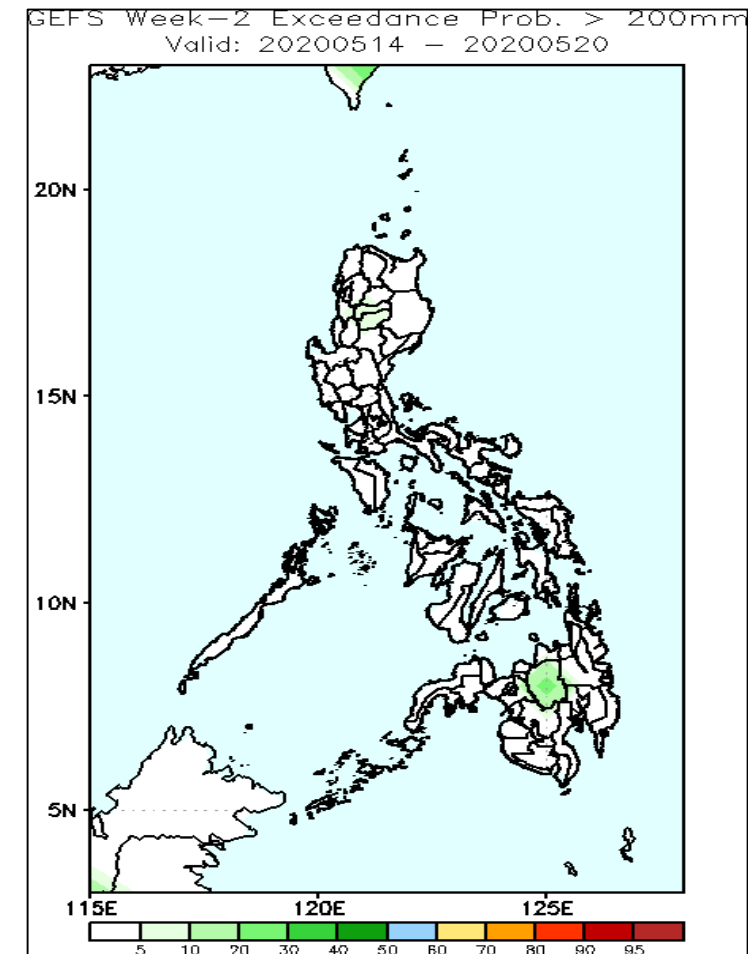 GEFS Week-2 Exceedance Prob. > 200mm
Valid: 20200514 - 20200520
20N
15N
10N
5N
115E 120E 125E
5 10 20 30 40 50 60 70 80 90 95